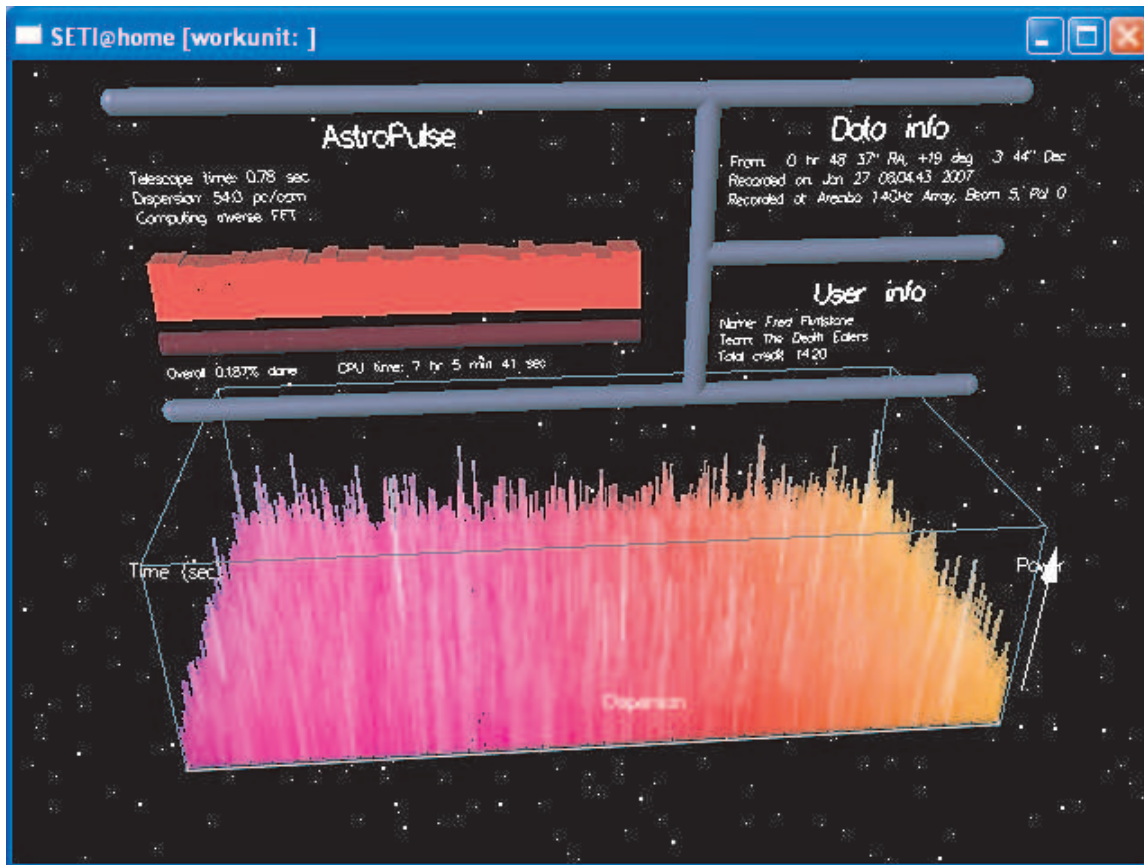 SETI@home [workunit: ]
AstroPulse
Telescope time: 0.78 sec
Dispersion: 54.0 pc/ccm
Computing inverse FFT
Overall 0.187% done
CPU time: 7 hr 5 min 41 sec
Data info
From: 0 hr 48' 37" RA, +19 deg 3' 44" Dec
Recorded on: Jan 27 08:04:43 2007
Recorded at: Arecibo 1.4GHz Array, Beam 5, Pol 0
User info
Name: Fred Flintstone
Team: The Death Eaters
Total credit: 14.20
Time (sec
Power
Dispersion